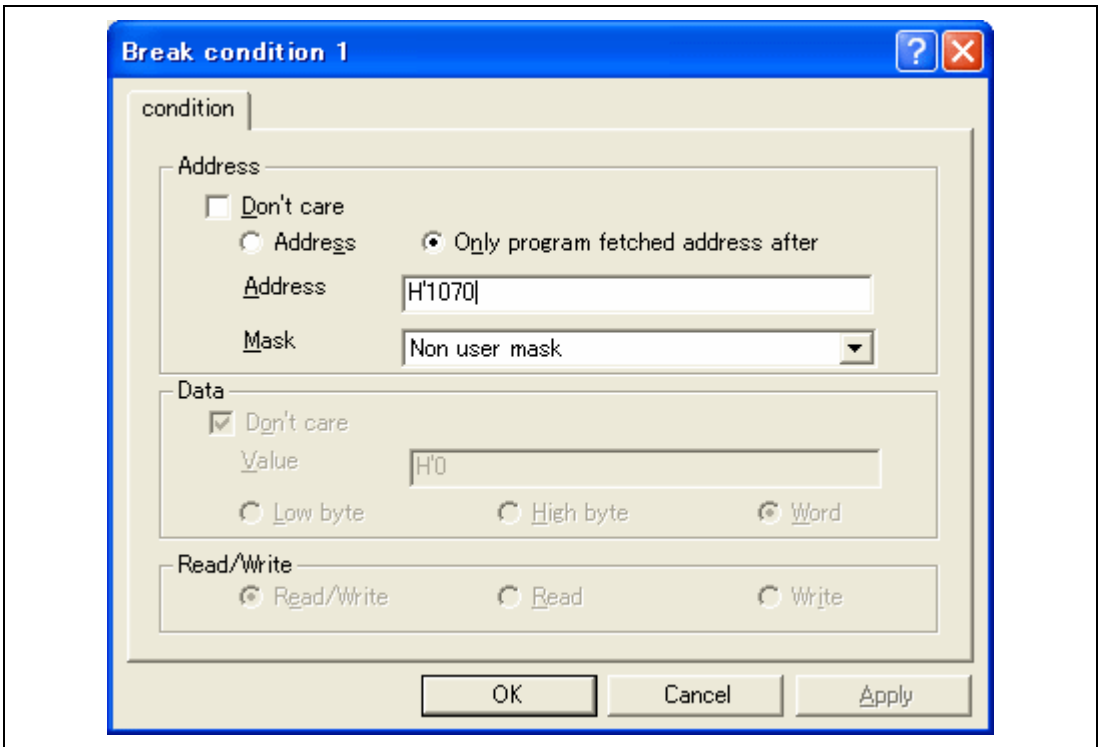 Break condition 1
condition
Address
Don't care
Address Only program fetched address after
Address H'1070
Mask Non user mask
Data
Don't care
Value H'0
Low byte High byte Word
Read/Write
Read/Write Read Write
OK Cancel Apply